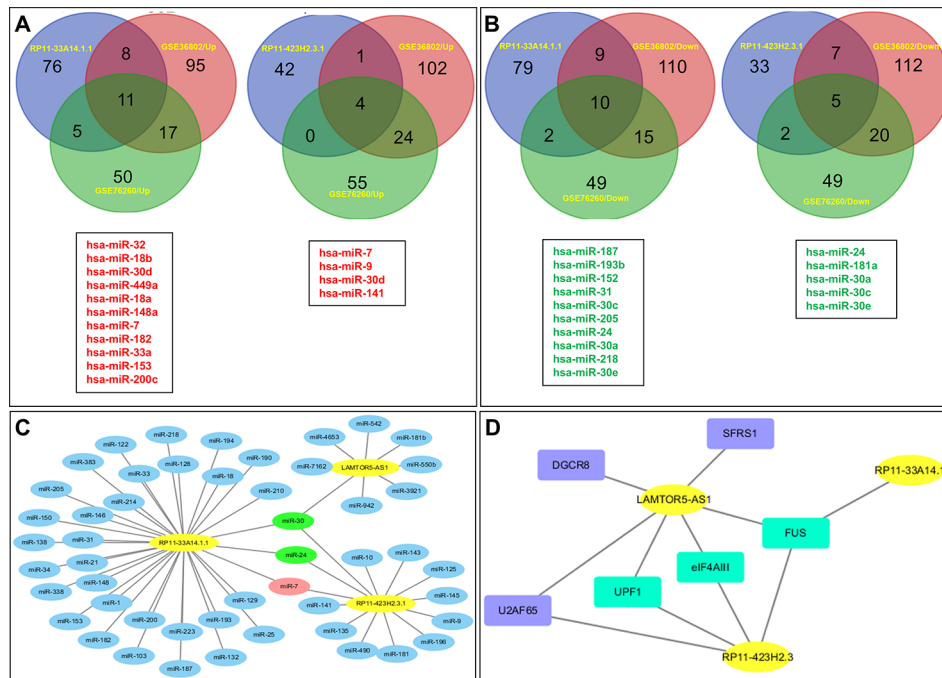 A
RP11-33A14.1.1
GSE36802/Up
76
8
95
11
5
17
50
GSE76260/Up
RP11-423H2.3.1
GSE36802/Up
42
1
102
4
0
24
55
GSE76260/Up
hsa-miR-32
hsa-miR-18b
hsa-miR-30d
hsa-miR-449a
hsa-miR-18a
hsa-miR-148a
hsa-miR-7
hsa-miR-182
hsa-miR-33a
hsa-miR-153
hsa-miR-200c
hsa-miR-7
hsa-miR-9
hsa-miR-30d
hsa-miR-141
B
RP11-33A14.1.1
GSE36802/Down
79
9
110
10
2
15
49
GSE76260/Down
RP11-423H2.3.1
GSE36802/Down
33
7
112
5
2
20
49
GSE76260/Down
hsa-miR-187
hsa-miR-193b
hsa-miR-152
hsa-miR-31
hsa-miR-30c
hsa-miR-205
hsa-miR-24
hsa-miR-30a
hsa-miR-218
hsa-miR-30e
hsa-miR-24
hsa-miR-181a
hsa-miR-30a
hsa-miR-30c
hsa-miR-30e
C
miR-542
miR-4653
miR-181b
miR-218
miR-194
miR-122
miR-190
miR-383
miR-128
miR-33
miR-18
miR-7162
LAMTOR5-AS1
miR-550b
miR-205
miR-210
miR-3921
miR-214
miR-942
miR-146
miR-150
miR-30
miR-138
miR-31
RP11-33A14.1.1
miR-34
miR-21
miR-24
miR-10
miR-143
miR-125
miR-148
miR-338
miR-7
miR-145
miR-1
miR-129
miR-141
RP11-423H2.3.1
miR-153
miR-200
miR-193
miR-9
miR-182
miR-223
miR-25
miR-135
miR-196
miR-103
miR-132
miR-490
miR-181
miR-187
D
SFRS1
DGCR8
RP11-33A14.1
LAMTOR5-AS1
FUS
eIF4AIII
UPF1
U2AF65
RP11-423H2.3